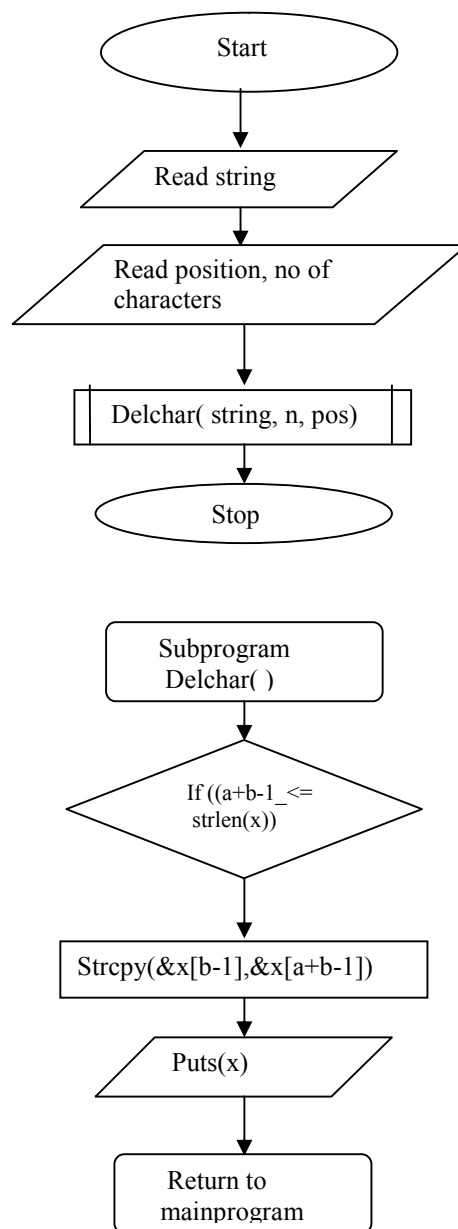 Start
Read string
Read position, no of
characters
Delchar( string, n, pos)
Stop
Subprogram
Delchar( )
If ((a+b-1_<=
strlen(x))
Strcpy(&x[b-1],&x[a+b-1])
Puts(x)
Return to
mainprogram